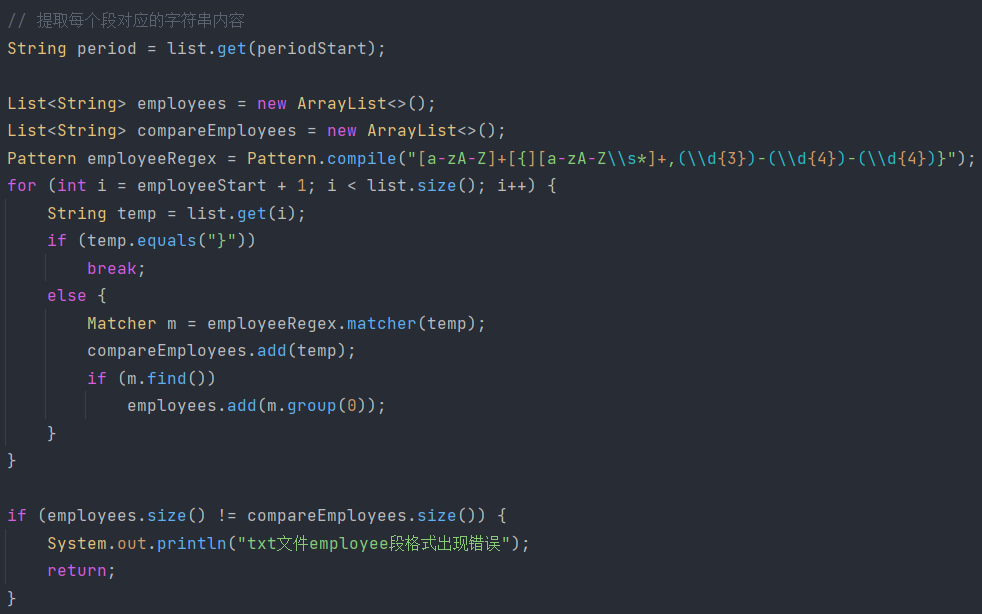 // 提取每个段对应的字符串内容
String period = list.get(periodStart);
List<String> employees = new ArrayList<>();
List<String> compareEmployees = new ArrayList<>();
Pattern employeeRegex = Pattern.compile("[a-zA-Z]+[{][a-zA-Z\\s*]+,(\\d{3})-(\\d{4})-(\\d{4})}");
for (int i = employeeStart + 1; i < list.size(); i++) {
    String temp = list.get(i);
    if (temp.equals("}"))
        break;
    else {
        Matcher m = employeeRegex.matcher(temp);
        compareEmployees.add(temp);
        if (m.find())
            employees.add(m.group(0));
    }
}
if (employees.size() != compareEmployees.size()) {
    System.out.println("txt文件employee段格式出现错误");
    return;
}